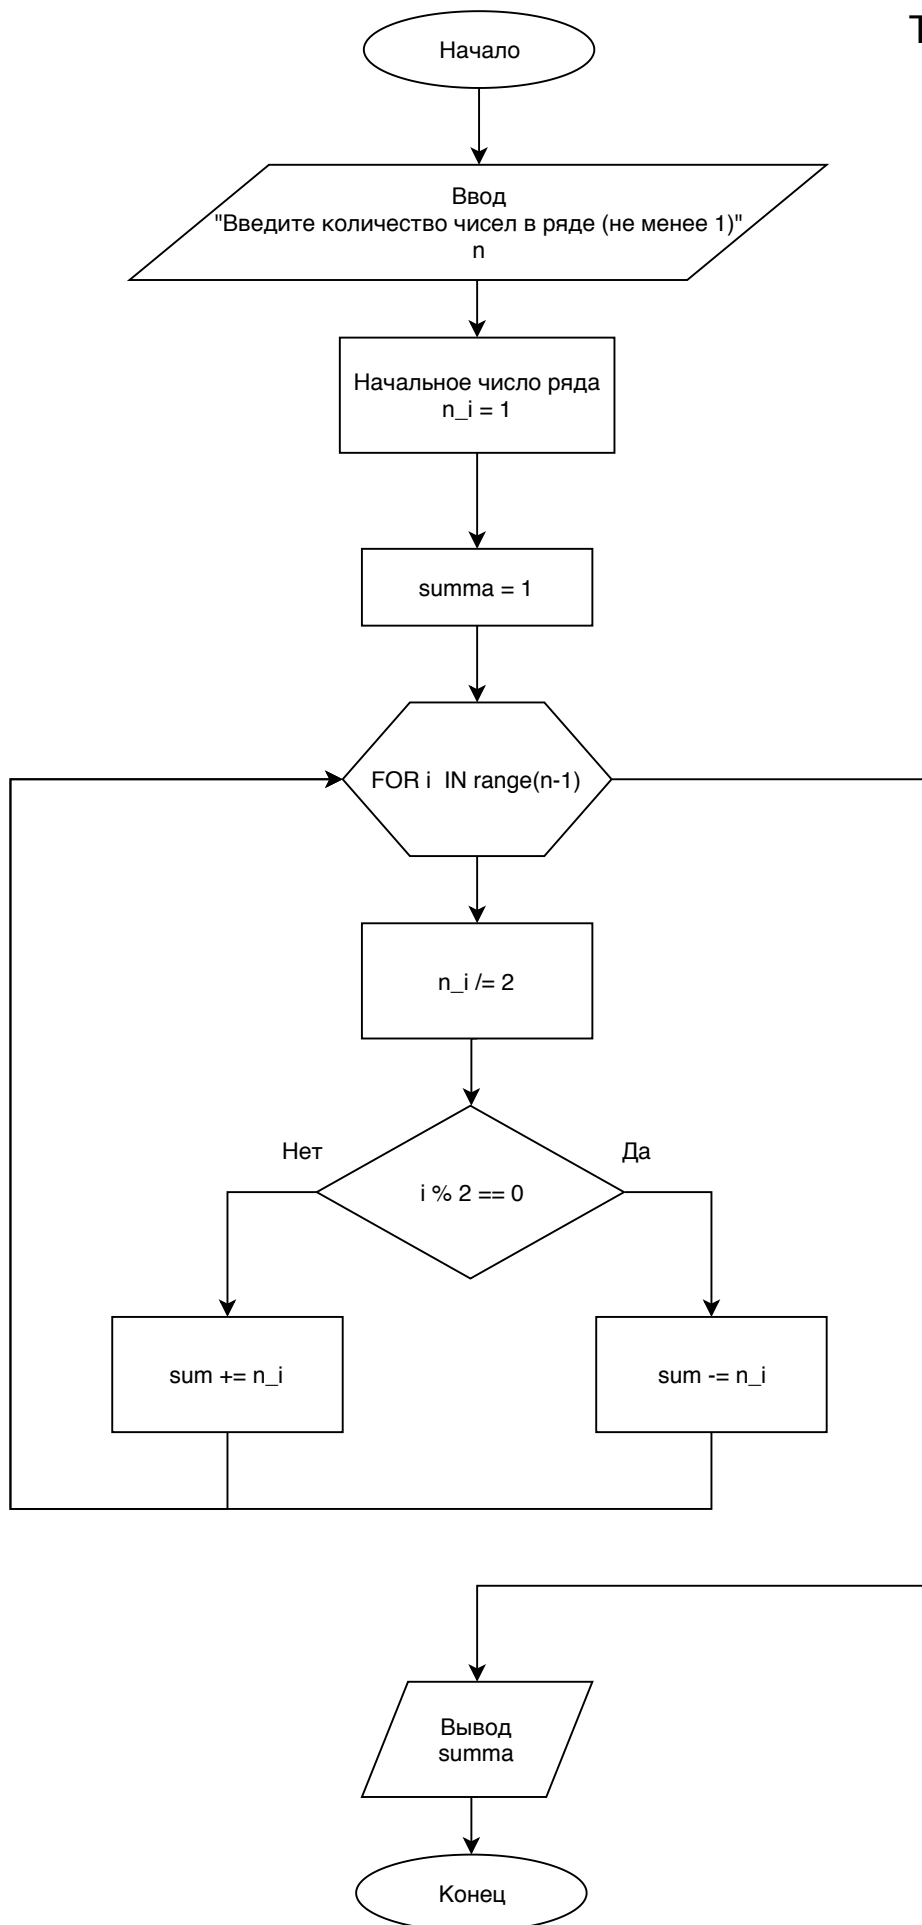 Начало
Ввод
"Введите количество чисел в ряде (не менее 1)"
n
Начальное число ряда
n_i = 1
summa = 1
FOR i IN range(n-1)
n_i /= 2
Нет
Да
i % 2 == 0
sum += n_i
sum -= n_i
Вывод
summa
Конец